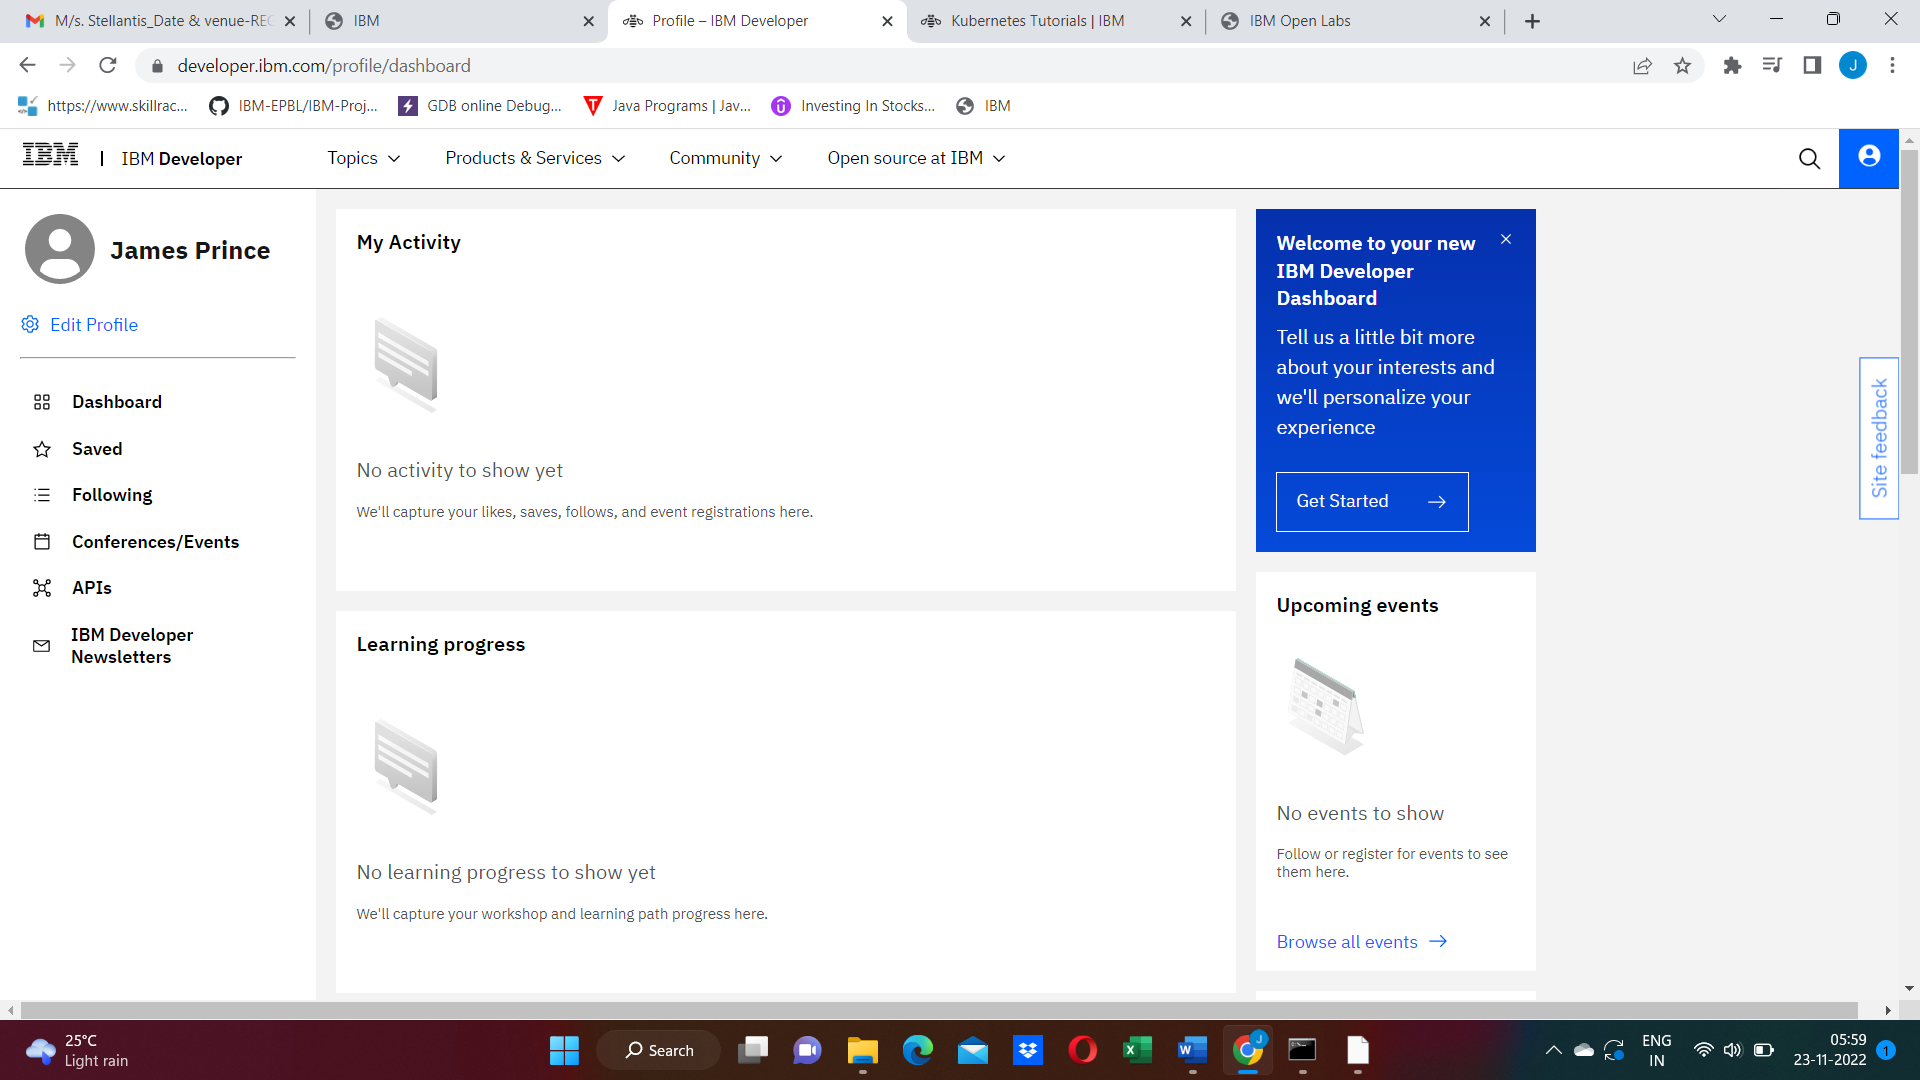 M/s. Stellantis_Date & venue-REC
IBM
Profile – IBM Developer
Kubernetes Tutorials | IBM
IBM Open Labs
developer.ibm.com/profile/dashboard
J
https://www.skillrac...
IBM-EPBL/IBM-Proj...
GDB online Debug...
Java Programs | Jav...
Investing In Stocks...
IBM
IBM
IBM Developer
Topics
Products & Services
Community
Open source at IBM
James Prince
Edit Profile
Dashboard
Saved
Following
Conferences/Events
APIs
IBM Developer
Newsletters
My Activity
No activity to show yet
We'll capture your likes, saves, follows, and event registrations here.
Learning progress
No learning progress to show yet
We'll capture your workshop and learning path progress here.
Welcome to your new
IBM Developer
Dashboard
Tell us a little bit more
about your interests and
we'll personalize your
experience
Get Started
Upcoming events
No events to show
Follow or register for events to see
them here.
Browse all events
Site feedback
25°C
Light rain
Search
J
ENG
IN
05:59
23-11-2022
1